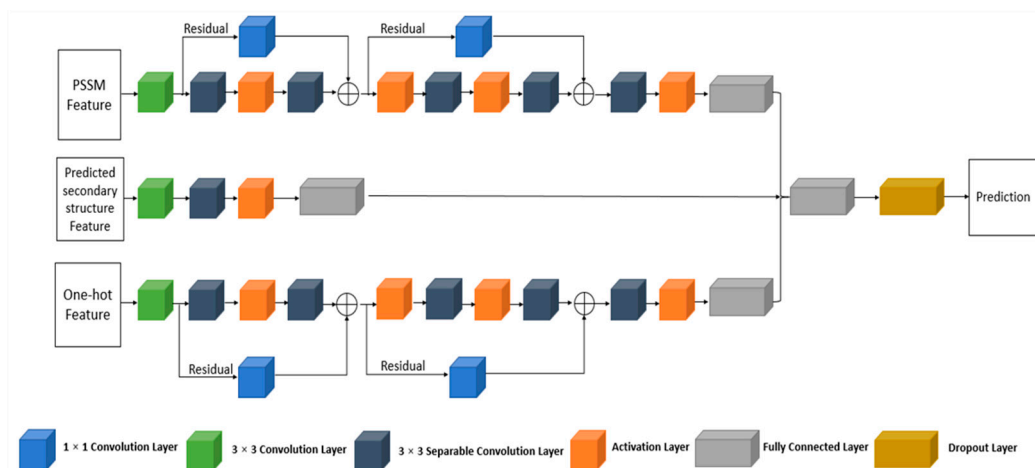 Residual
Residual
PSSM
Feature
Predicted
secondary
structure
Feature
Prediction
One-hot
Feature
Residual
Residual
1 × 1 Convolution Layer
3 × 3 Convolution Layer
3 × 3 Separable Convolution Layer
Activation Layer
Fully Connected Layer
Dropout Layer